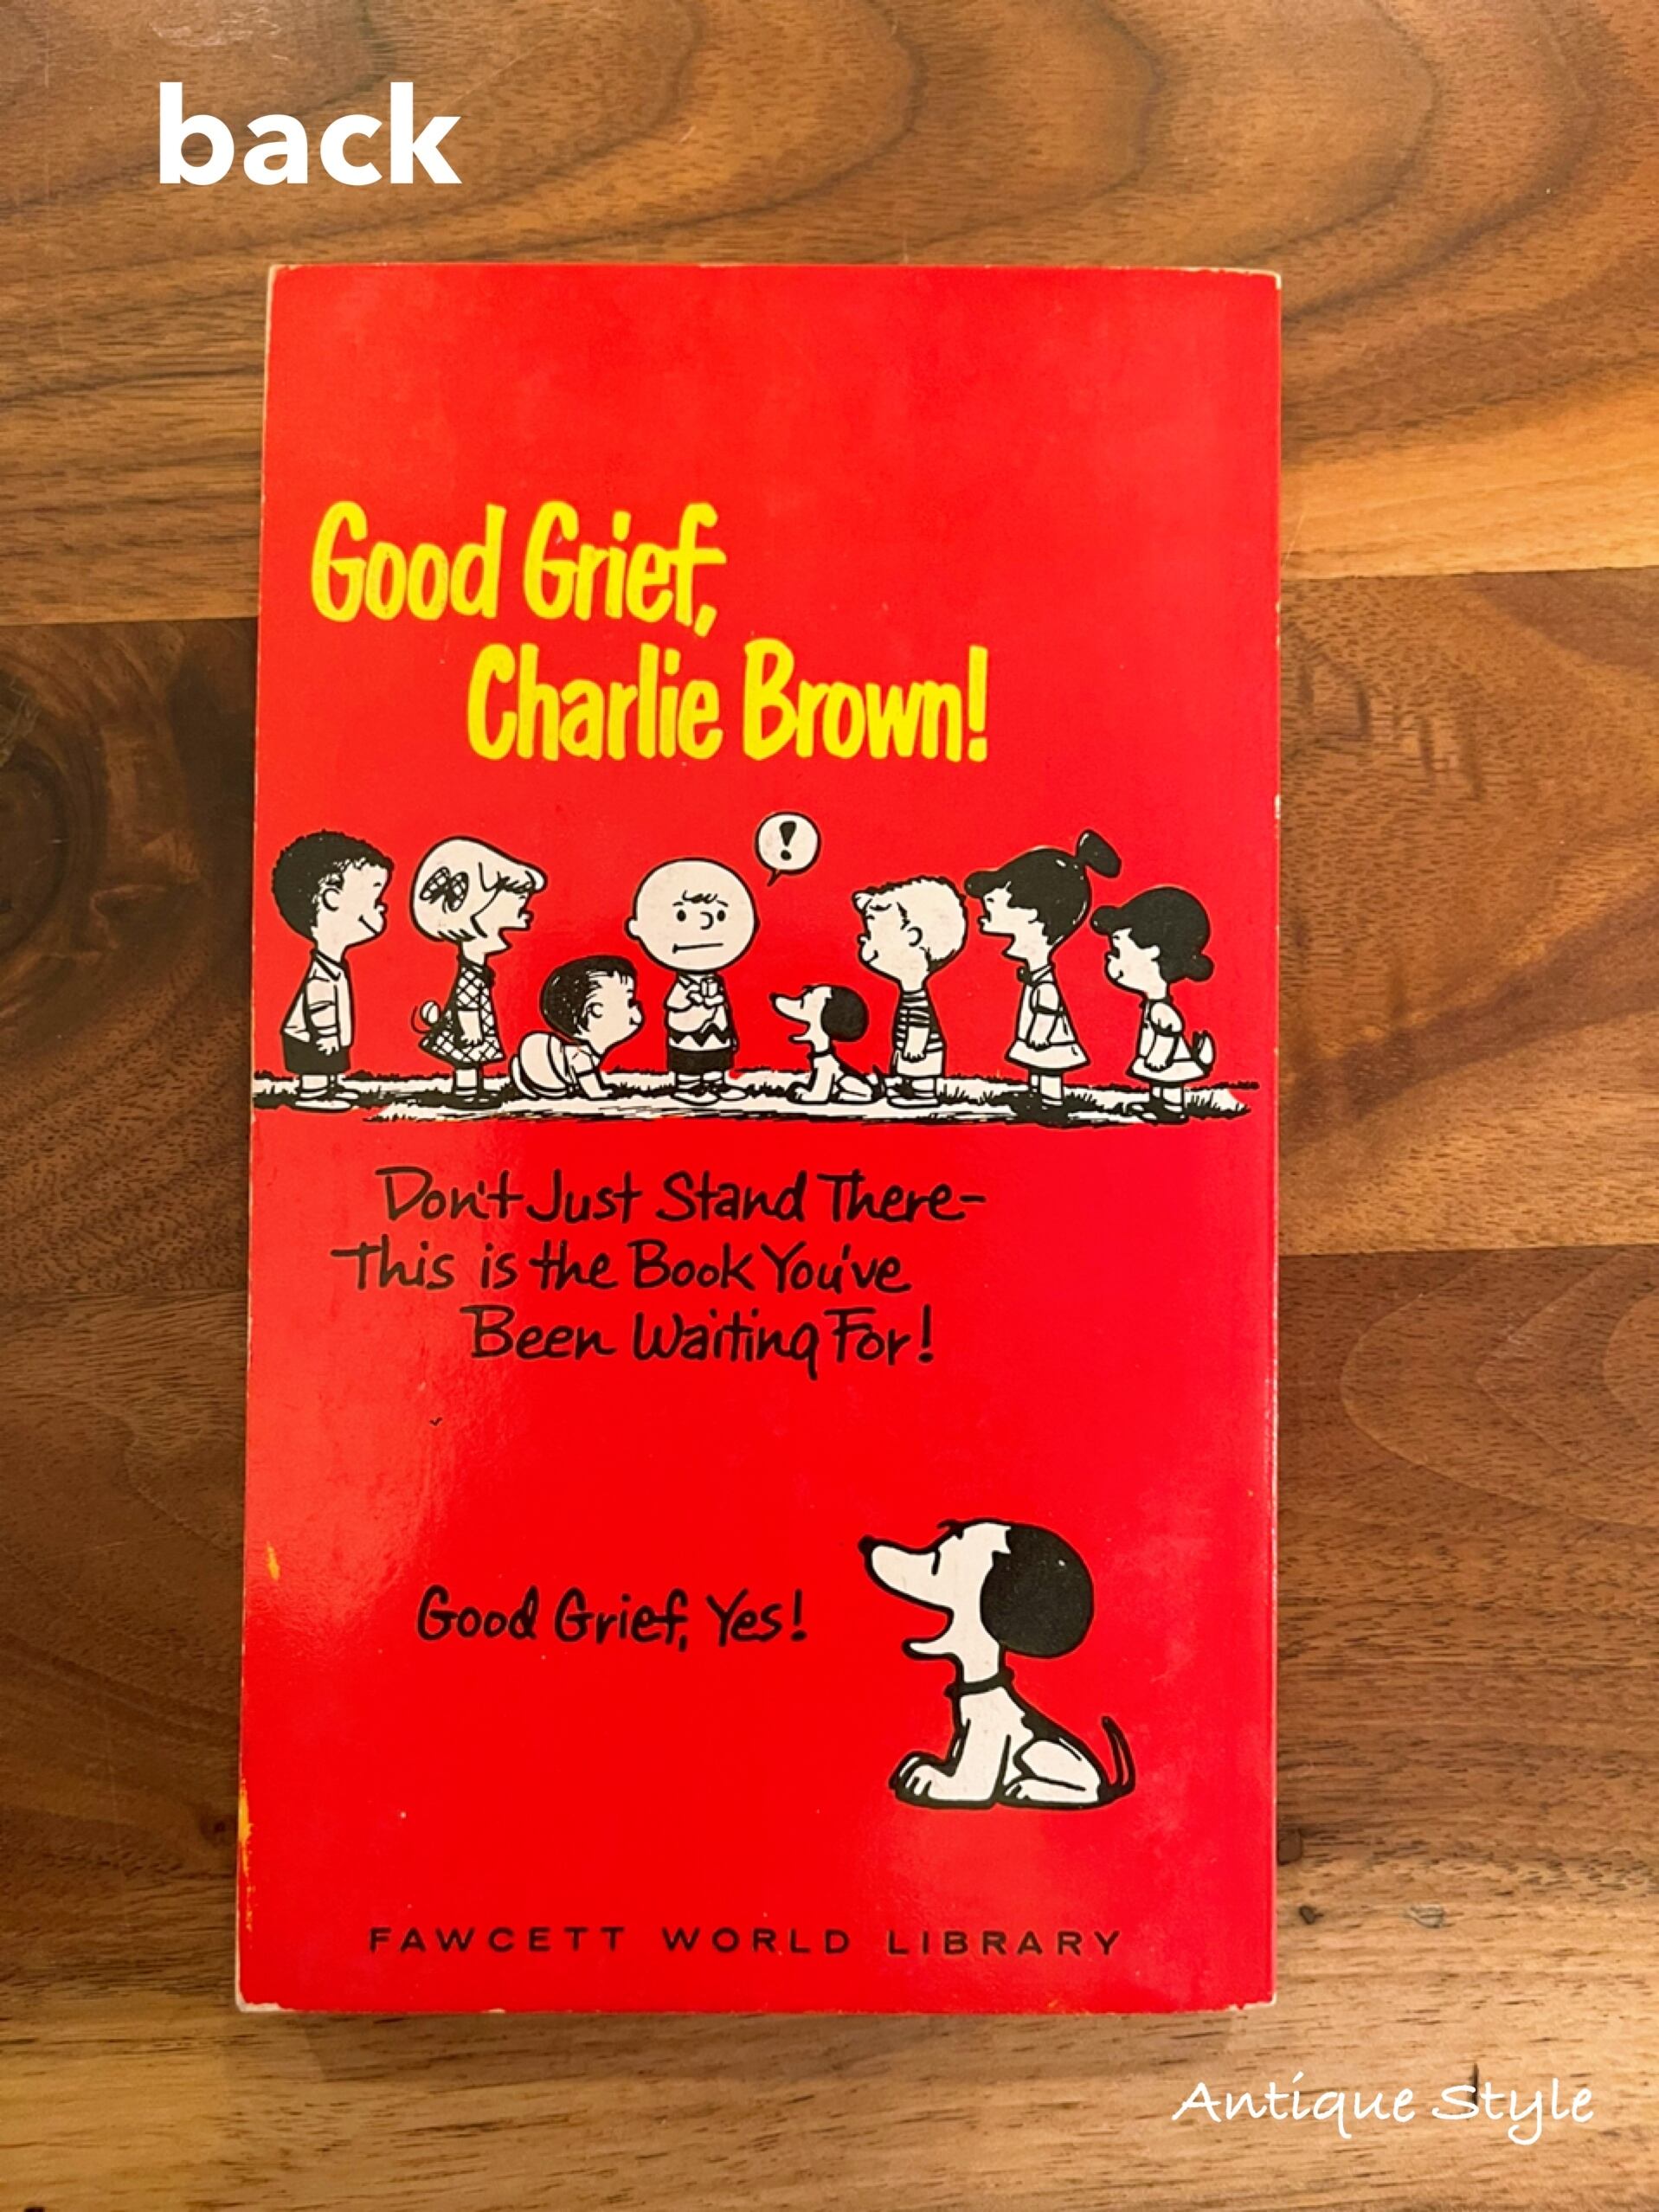 back
Good Grief,
Charlie Brown!
!
Don't Just Stand There-
This is the Book You've
Been Waiting For!
Good Grief, Yes!
FAWCETT WORLD LIBRARY
Antique Style